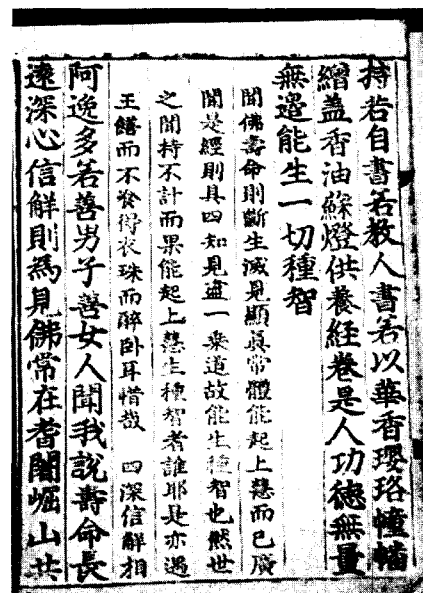 持若自書若教人書若以華香瓔珞幢幡
繒盖香油蘇燈供養經卷是人功德無量
無邉能生一切種智
聞佛壽命則斷生滅見顯眞常體能起上慧而已廣
聞是經則具四知見盡一乗道故能生種智也然世
之聞持不計而果能起上慧生種智者誰耶是亦遇
王饍而不飡得衣珠而醉卧耳惜哉　四深信解相
阿逸多若善男子善女人聞我說壽命長
遠深心信解則爲見佛常在耆闍崛山共